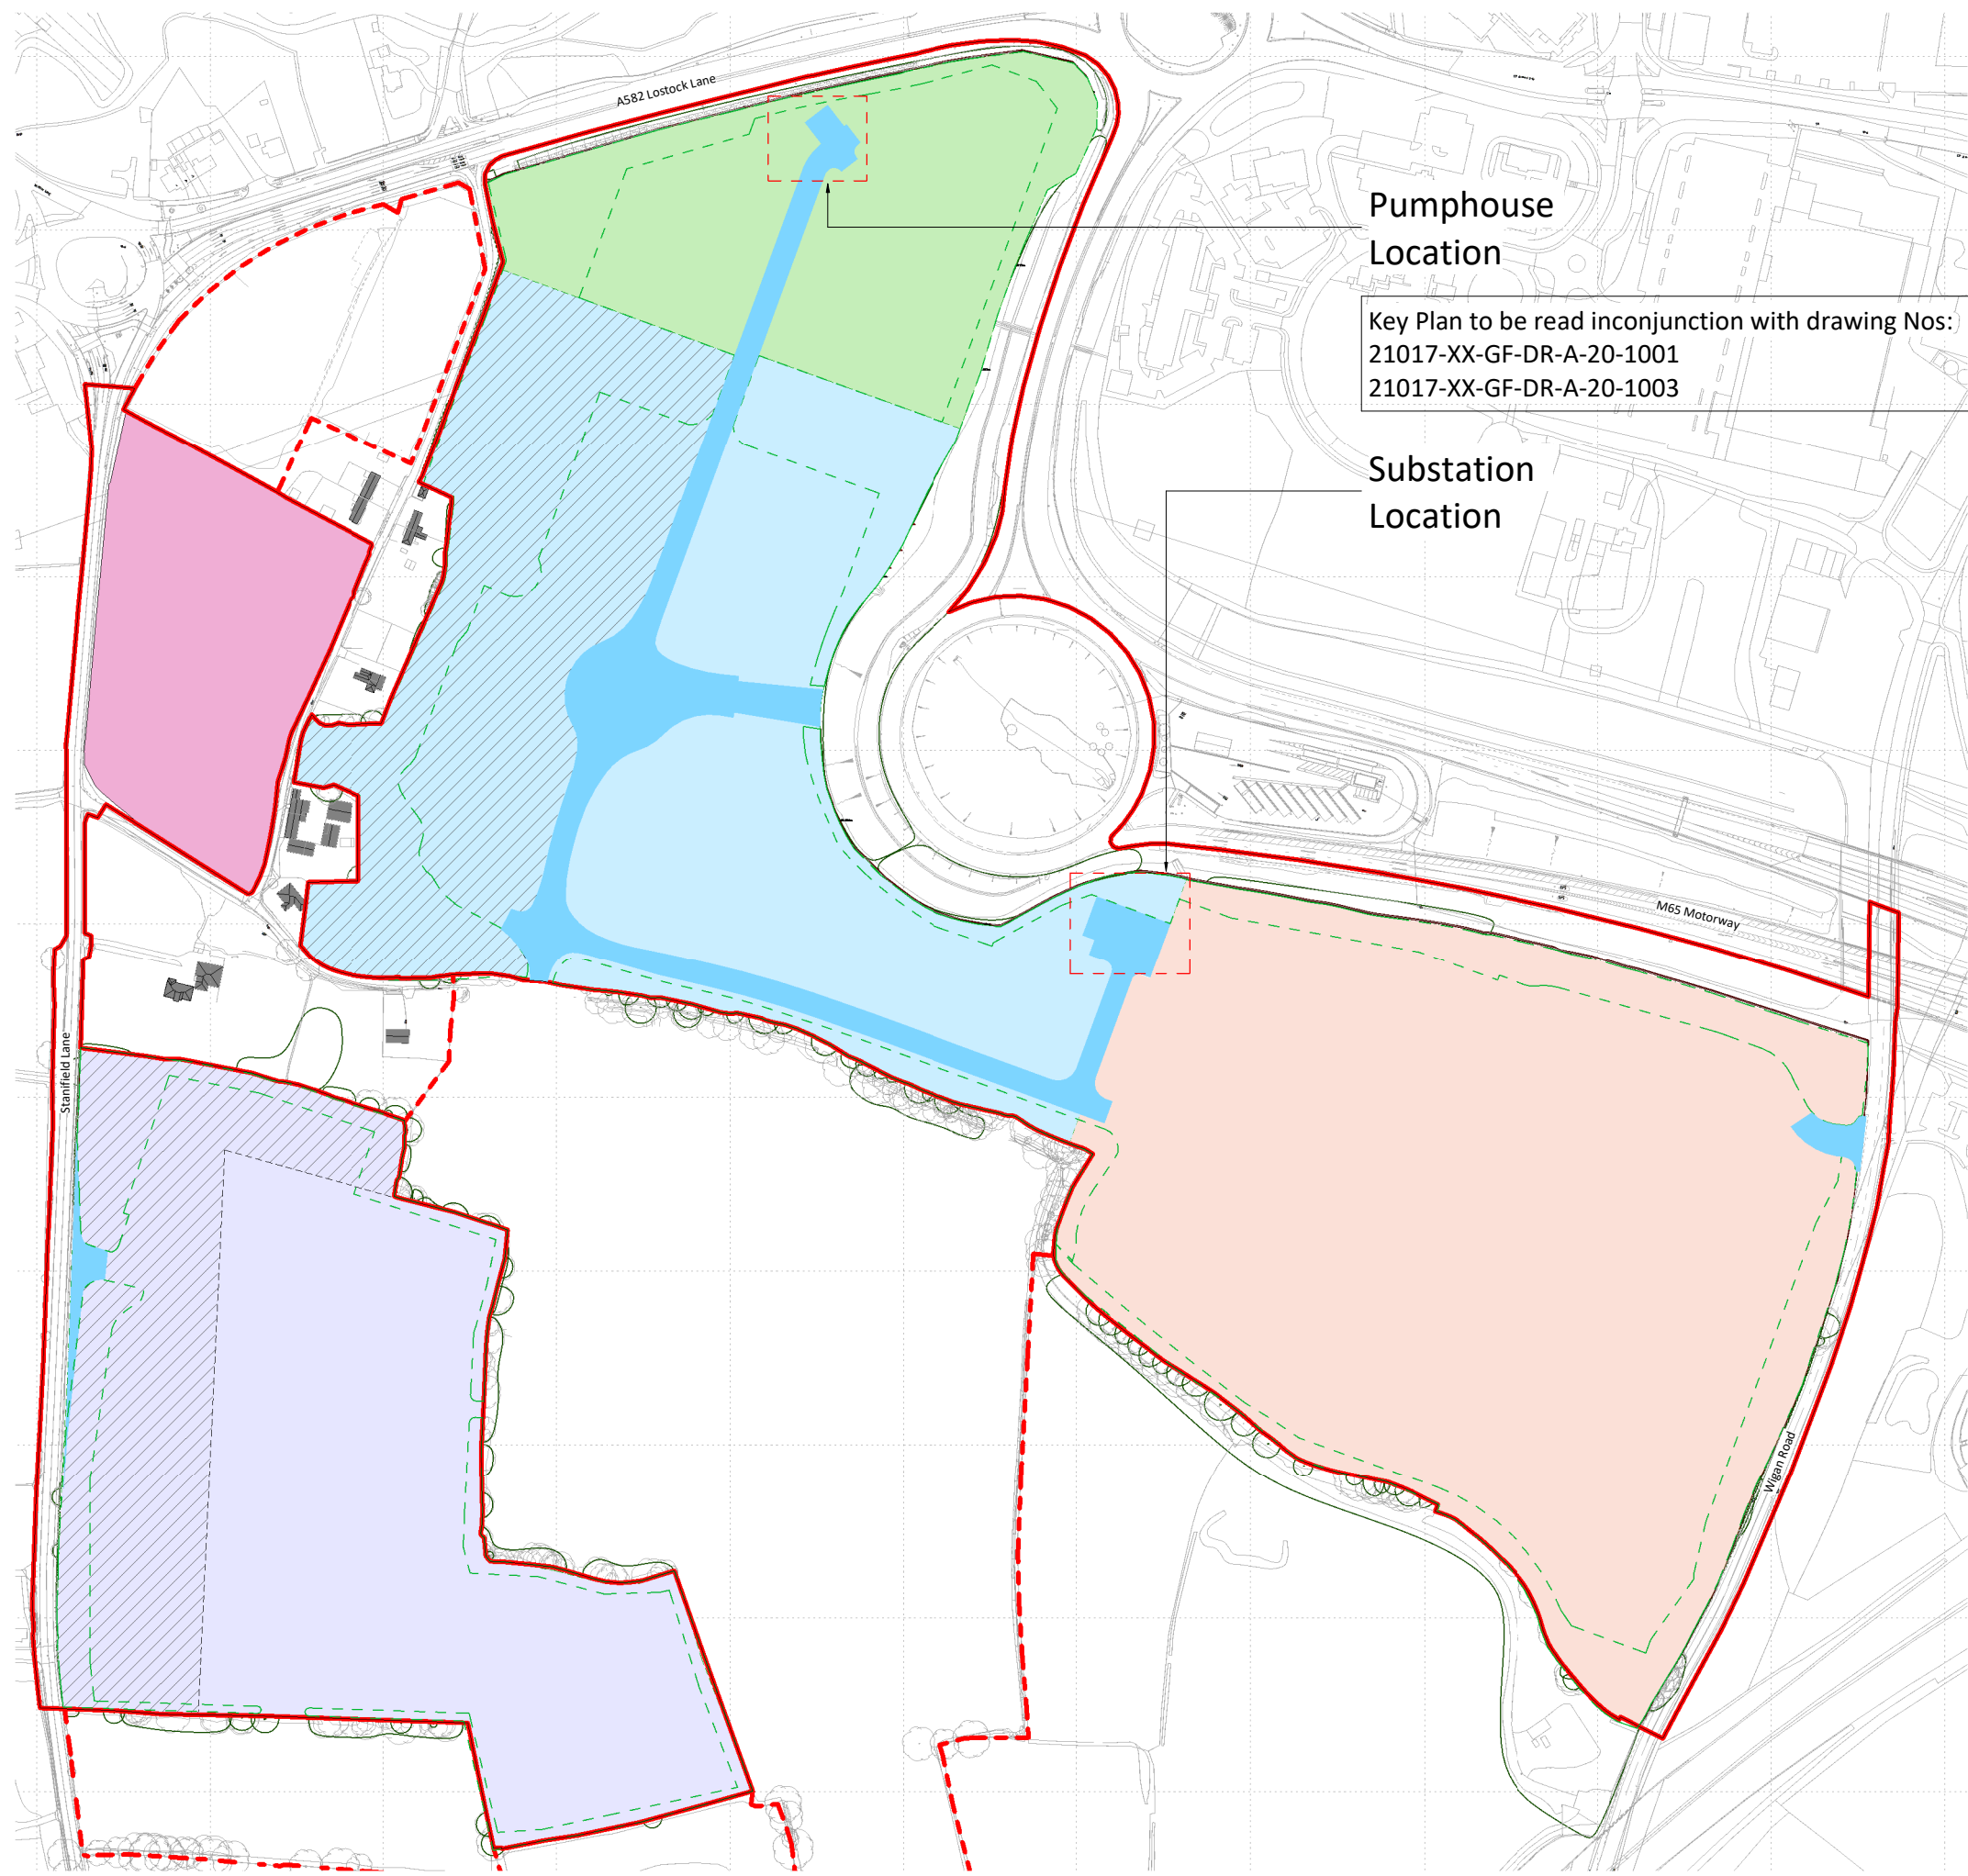 A582 Lostock Lane
Pumphouse
Location
Key Plan to be read inconjunction with drawing Nos:
21017-XX-GF-DR-A-20-1001
21017-XX-GF-DR-A-20-1003
Substation
Location
M65 Motorway
Stanifield Lane
Wigan Road